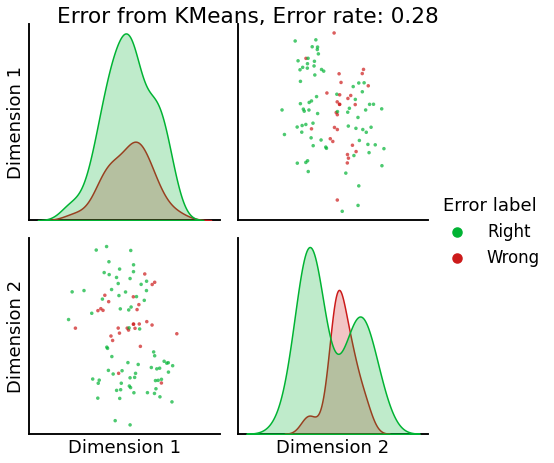 Error from KMeans, Error rate: 0.28
Dimension 1
Error label
Right
Wrong
Dimension 2
Dimension 1
Dimension 2